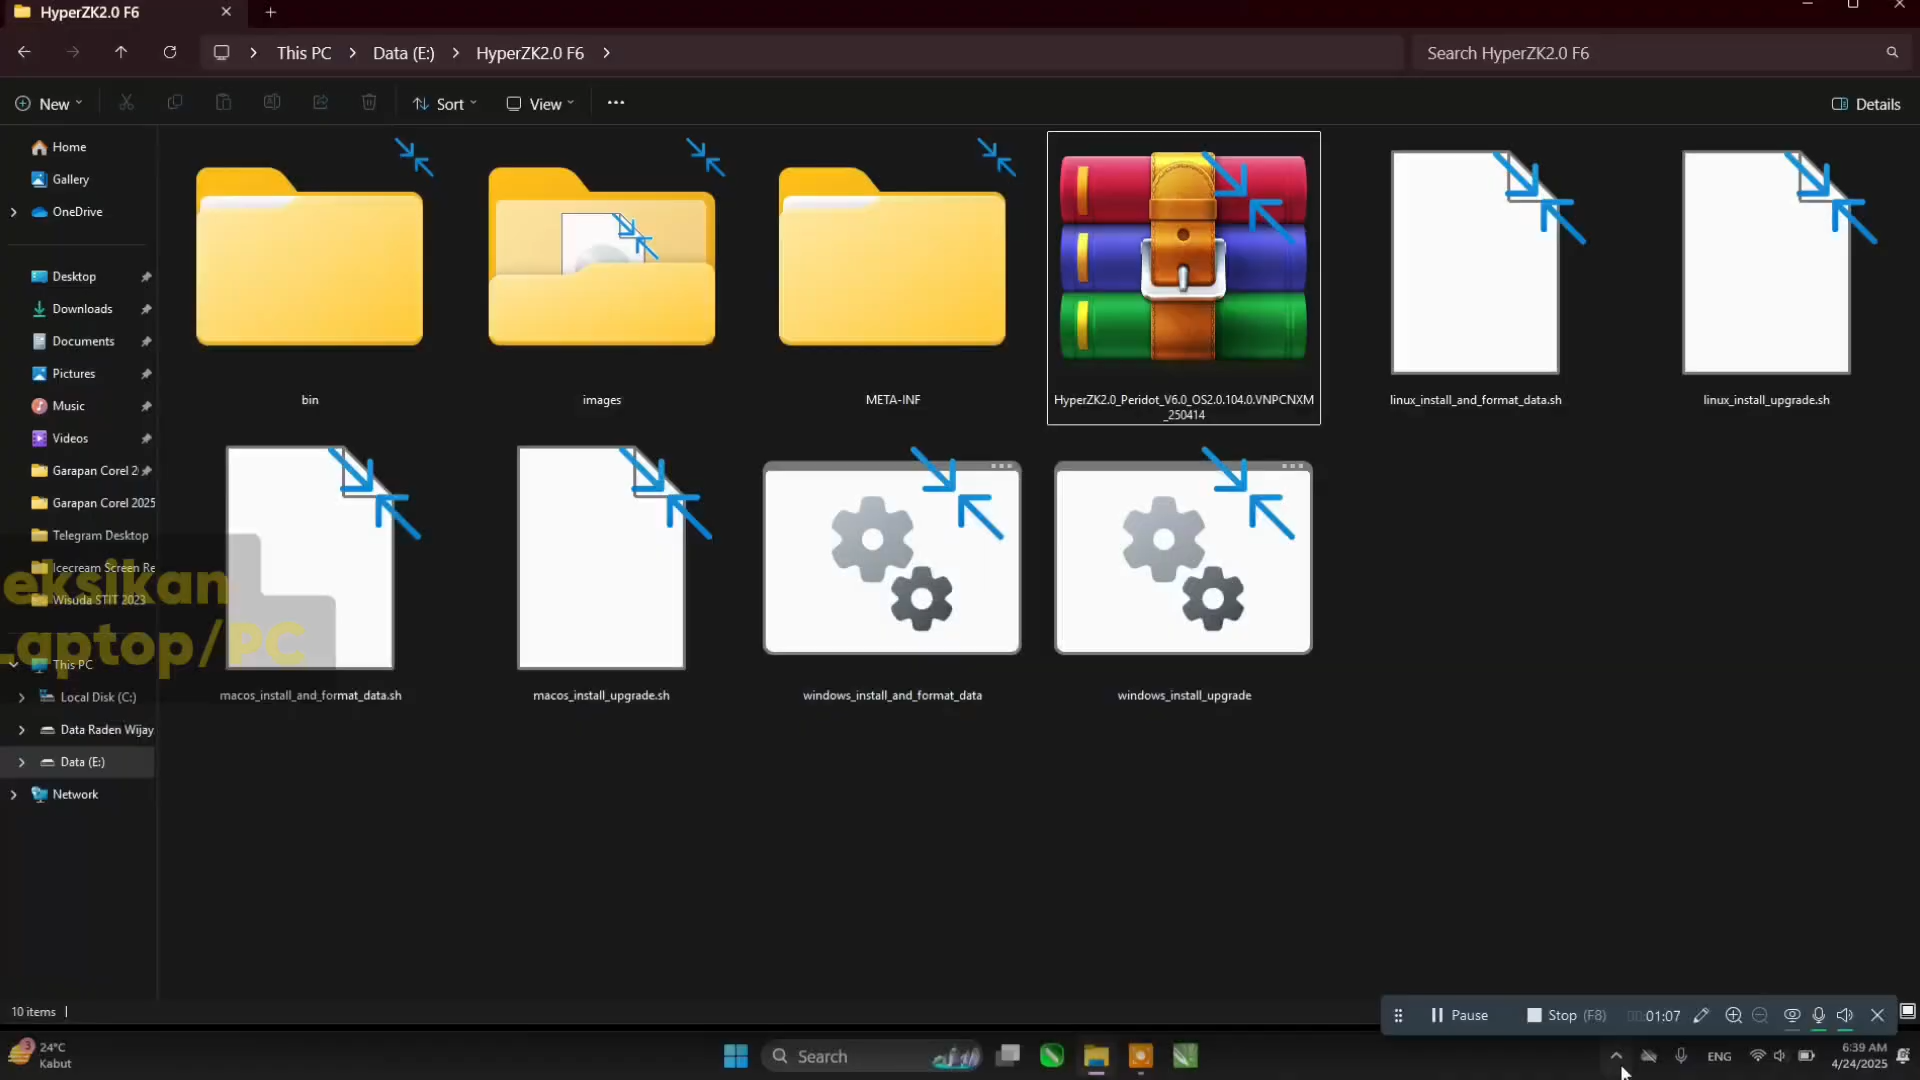 HyperZK2.0 F6
This PC
Data (E:)
HyperZK2.0 F6
Search HyperZK2.0 F6
New
Sort
View
Details
Home
Gallery
OneDrive
Desktop
Downloads
Documents
Pictures
Music
Videos
Garapan Corel 2
Garapan Corel 2025
Telegram Desktop
Icecream Screen Re
Wisuda STIT 2023
This PC
Local Disk (C:)
Data Raden Wijay
Data (E:)
Network
eksikan
Laptop/PC
bin
images
META-INF
HyperZK2.0_Peridot_V6.0_OS2.0.104.0.VNPCNXM
_250414
linux_install_and_format_data.sh
linux_install_upgrade.sh
macos_install_and_format_data.sh
macos_install_upgrade.sh
windows_install_and_format_data
windows_install_upgrade
10 items
Pause
Stop (F8)
00:01:07
3
24°C
Kabut
Search
ENG
6:39 AM
4/24/2025